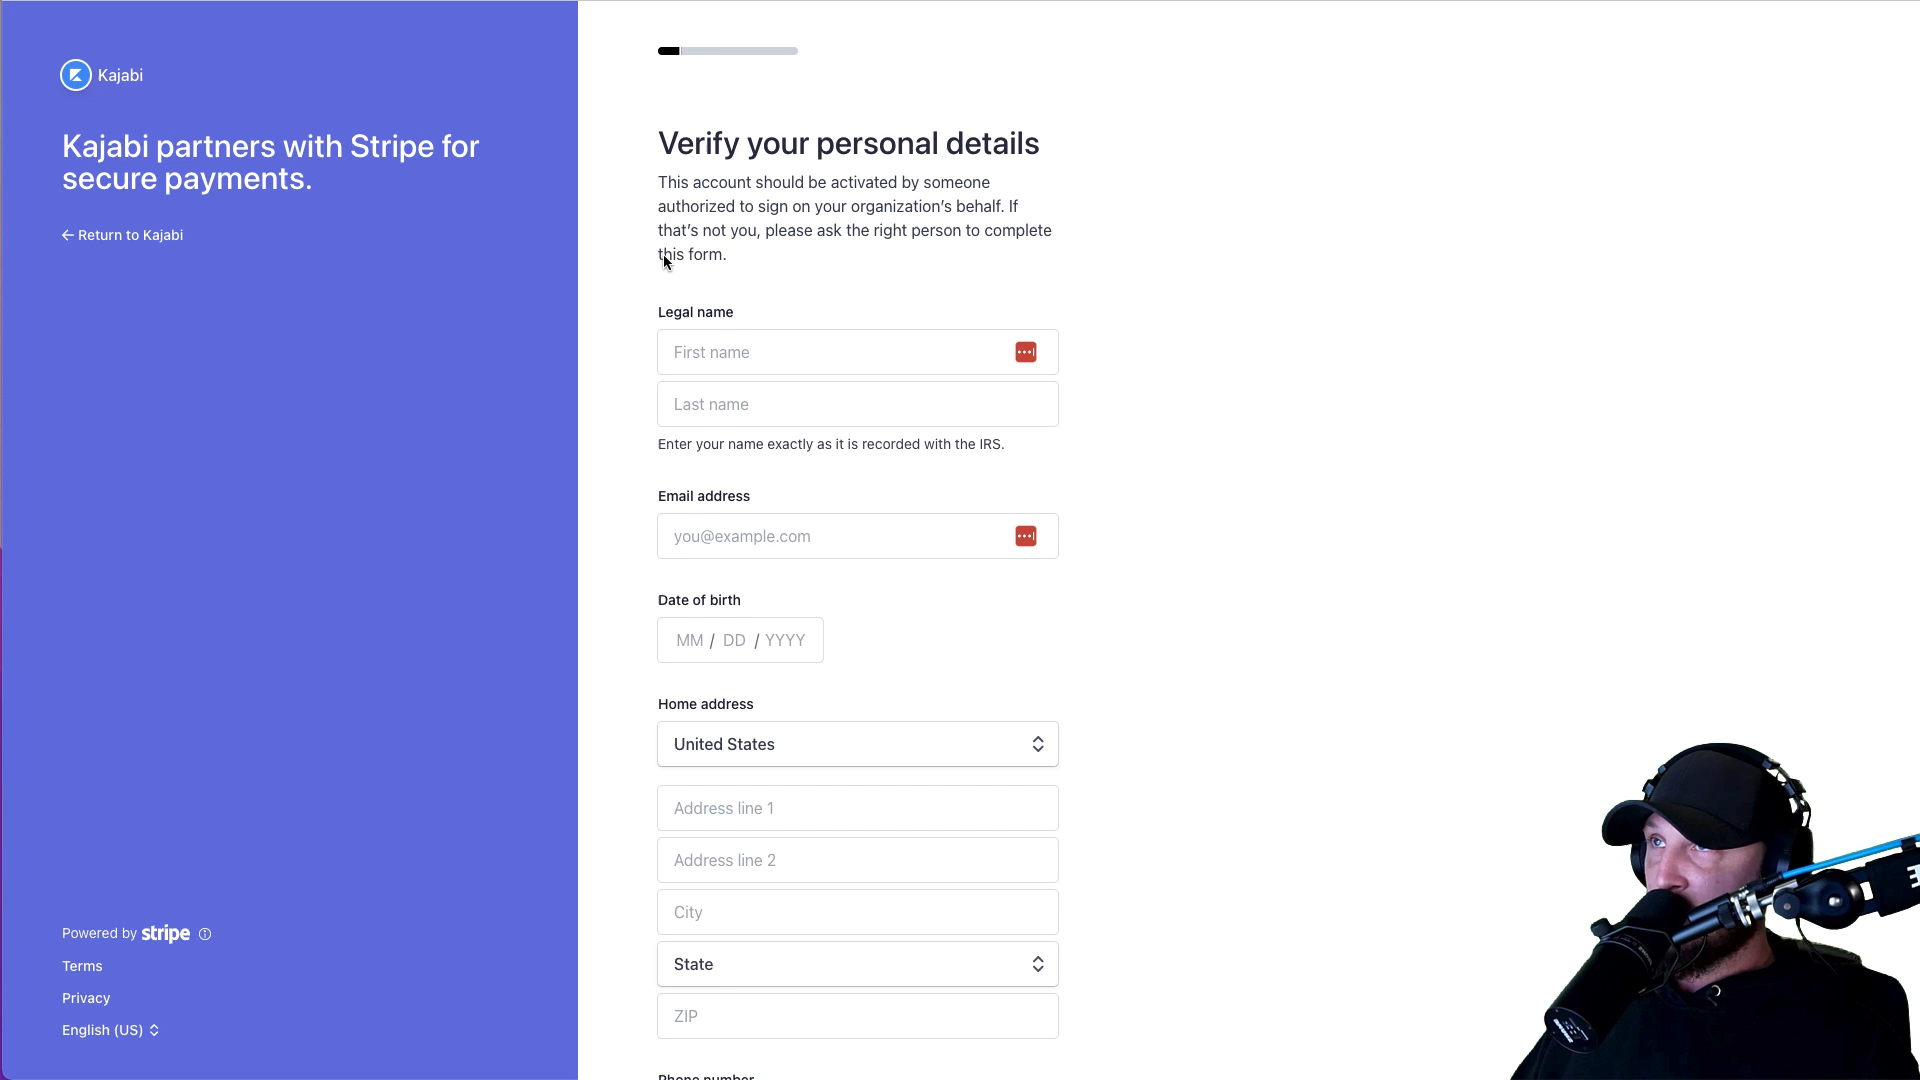 Kajabi
Kajabi partners with Stripe for
secure payments.
← Return to Kajabi
Powered by stripe
Terms
Privacy
English (US)
Verify your personal details
This account should be activated by someone
authorized to sign on your organization's behalf. If
that's not you, please ask the right person to complete
this form.
Legal name
First name
Last name
Enter your name exactly as it is recorded with the IRS.
Email address
you@example.com
Date of birth
MM / DD / YYYY
Home address
United States
Address line 1
Address line 2
City
State
ZIP
Phone number